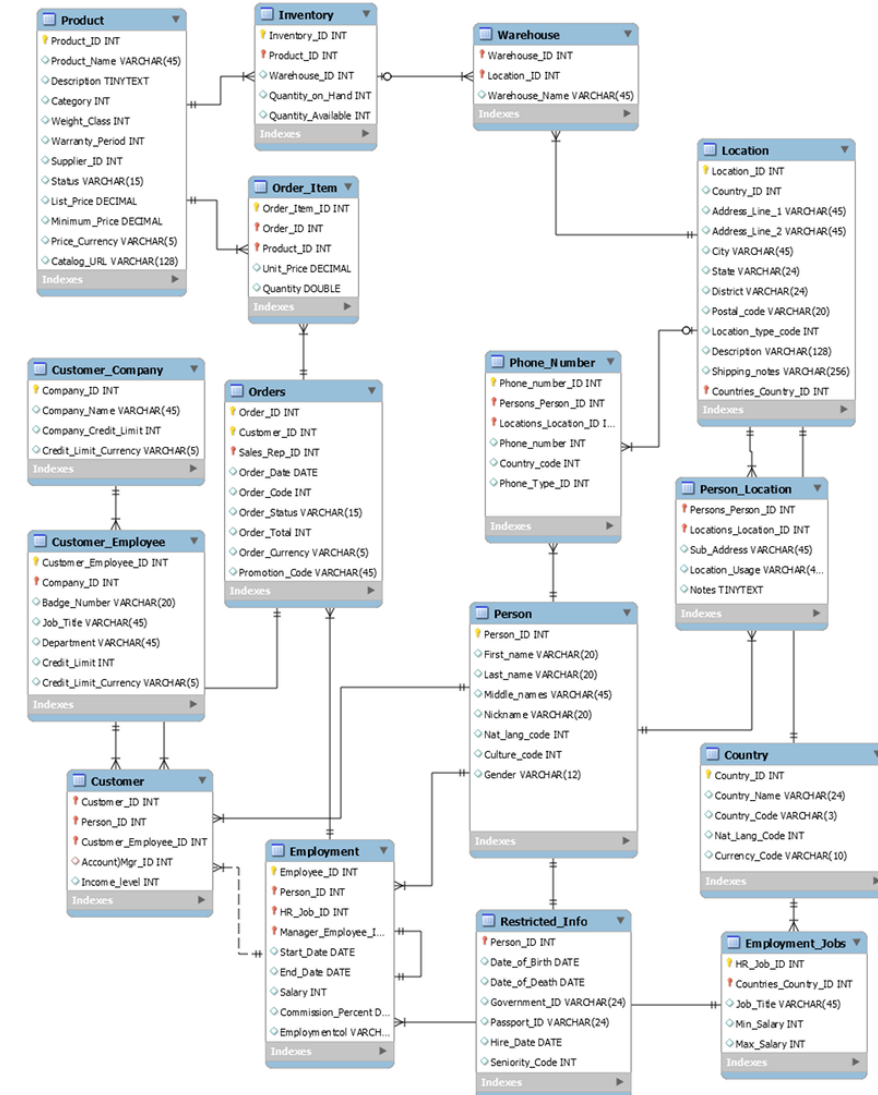 Product
Product_ID INT
Product_Name VARCHAR(45)
Description TINYTEXT
Category INT
Weight_Class INT
Warranty_Period INT
Supplier_ID INT
Status VARCHAR(15)
List_Price DECIMAL
Minimum_Price DECIMAL
Price_Currency VARCHAR(5)
Catalog_URL VARCHAR(128)
Indexes
Inventory
Inventory_ID INT
Product_ID INT
Warehouse_ID INT
Quantity_on_Hand INT
Quantity_Available INT
Indexes
Warehouse
Warehouse_ID INT
Location_ID INT
Warehouse_Name VARCHAR(45)
Indexes
Location
Location_ID INT
Country_ID INT
Address_Line_1 VARCHAR(45)
Address_Line_2 VARCHAR(45)
City VARCHAR(45)
State VARCHAR(24)
District VARCHAR(24)
Postal_code VARCHAR(20)
Location_type_code INT
Description VARCHAR(128)
Shipping_notes VARCHAR(256)
Countries_Country_ID INT
Indexes
Order_Item
Order_Item_ID INT
Order_ID INT
Product_ID INT
Unit_Price DECIMAL
Quantity DOUBLE
Indexes
Customer_Company
Company_ID INT
Company_Name VARCHAR(45)
Company_Credit_Limit INT
Credit_Limit_Currency VARCHAR(5)
Indexes
Orders
Order_ID INT
Customer_ID INT
Sales_Rep_ID INT
Order_Date DATE
Order_Code INT
Order_Status VARCHAR(15)
Order_Total INT
Order_Currency VARCHAR(5)
Promotion_Code VARCHAR(45)
Indexes
Phone_Number
Phone_number_ID INT
Persons_Person_ID INT
Locations_Location_ID I...
Phone_number INT
Country_code INT
Phone_Type_ID INT
Indexes
Person_Location
Persons_Person_ID INT
Locations_Location_ID INT
Sub_Address VARCHAR(45)
Location_Usage VARCHAR(4...
Notes TINYTEXT
Indexes
Customer_Employee
Customer_Employee_ID INT
Company_ID INT
Badge_Number VARCHAR(20)
Job_Title VARCHAR(45)
Department VARCHAR(45)
Credit_Limit INT
Credit_Limit_Currency VARCHAR(5)
Indexes
Person
Person_ID INT
First_name VARCHAR(20)
Last_name VARCHAR(20)
Middle_names VARCHAR(45)
Nickname VARCHAR(20)
Nat_lang_code INT
Culture_code INT
Gender VARCHAR(12)
Indexes
Country
Country_ID INT
Country_Name VARCHAR(24)
Country_Code VARCHAR(3)
Nat_Lang_Code INT
Currency_Code VARCHAR(10)
Indexes
Customer
Customer_ID INT
Person_ID INT
Customer_Employee_ID INT
Account)Mgr_ID INT
Income_level INT
Indexes
Employment
Employee_ID INT
Person_ID INT
HR_Job_ID INT
Manager_Employee_I...
Start_Date DATE
End_Date DATE
Salary INT
Commission_Percent D...
Employmentcol VARCH...
Indexes
Restricted_Info
Person_ID INT
Date_of_Birth DATE
Date_of_Death DATE
Government_ID VARCHAR(24)
Passport_ID VARCHAR(24)
Hire_Date DATE
Seniority_Code INT
Indexes
Employment_Jobs
HR_Job_ID INT
Countries_Country_ID INT
Job_Title VARCHAR(45)
Min_Salary INT
Max_Salary INT
Indexes